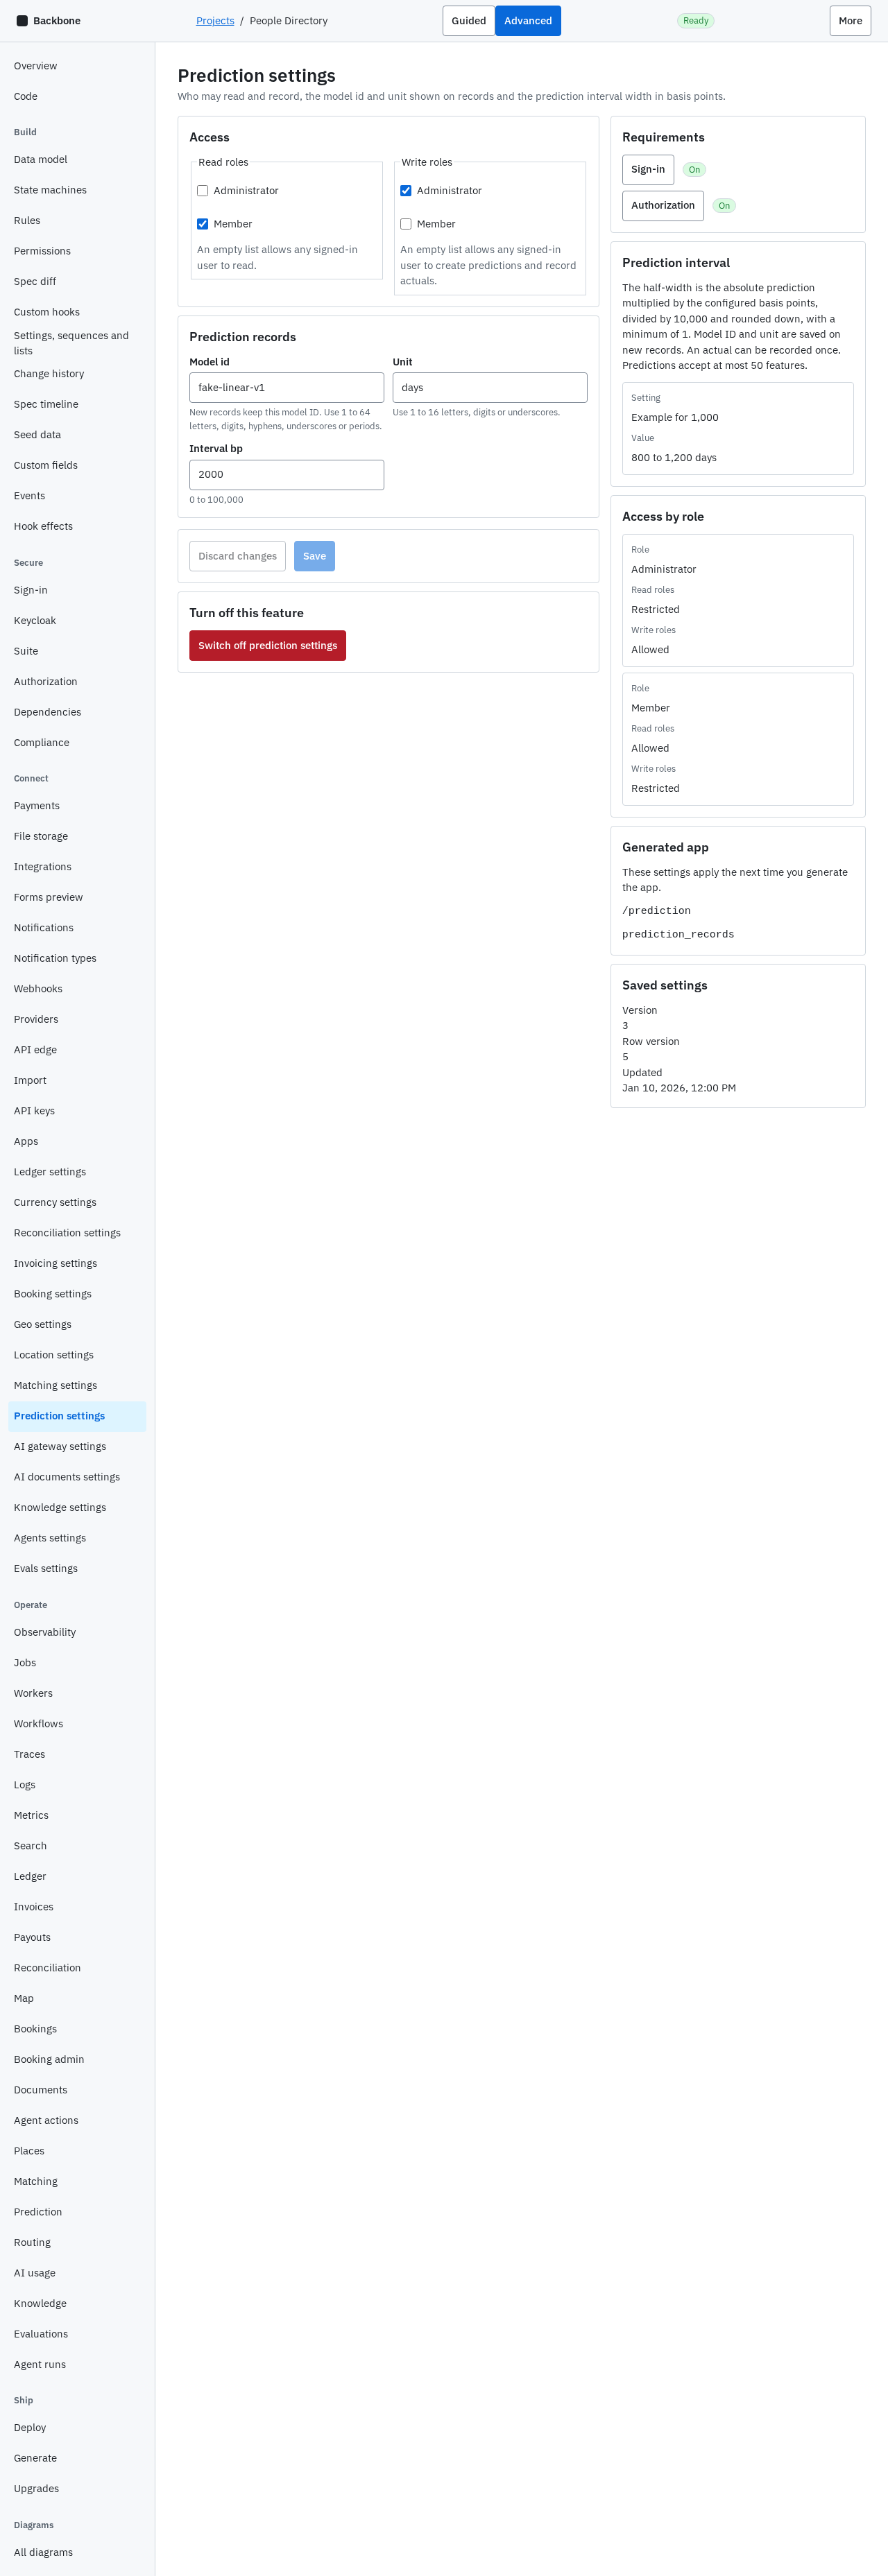 Backbone
Projects / People Directory
Guided
Advanced
Ready
More
Overview
Code
Build
Data model
State machines
Rules
Permissions
Spec diff
Custom hooks
Settings, sequences and
lists
Change history
Spec timeline
Seed data
Custom fields
Events
Hook effects
Secure
Sign-in
Keycloak
Suite
Authorization
Dependencies
Compliance
Connect
Payments
File storage
Integrations
Forms preview
Notifications
Notification types
Webhooks
Providers
API edge
Import
API keys
Apps
Ledger settings
Currency settings
Reconciliation settings
Invoicing settings
Booking settings
Geo settings
Location settings
Matching settings
Prediction settings
AI gateway settings
AI documents settings
Knowledge settings
Agents settings
Evals settings
Operate
Observability
Jobs
Workers
Workflows
Traces
Logs
Metrics
Search
Ledger
Invoices
Payouts
Reconciliation
Map
Bookings
Booking admin
Documents
Agent actions
Places
Matching
Prediction
Routing
AI usage
Knowledge
Evaluations
Agent runs
Ship
Deploy
Generate
Upgrades
Diagrams
All diagrams
Prediction settings
Who may read and record, the model id and unit shown on records and the prediction interval width in basis points.
Access
Read roles
Administrator
Member
An empty list allows any signed-in
user to read.
Write roles
Administrator
Member
An empty list allows any signed-in
user to create predictions and record
actuals.
Prediction records
Model id
fake-linear-v1
New records keep this model ID. Use 1 to 64
letters, digits, hyphens, underscores or periods.
Unit
days
Use 1 to 16 letters, digits or underscores.
Interval bp
2000
0 to 100,000
Discard changes
Save
Turn off this feature
Switch off prediction settings
Requirements
Sign-in
On
Authorization
On
Prediction interval
The half-width is the absolute prediction
multiplied by the configured basis points,
divided by 10,000 and rounded down, with a
minimum of 1. Model ID and unit are saved on
new records. An actual can be recorded once.
Predictions accept at most 50 features.
Setting
Example for 1,000
Value
800 to 1,200 days
Access by role
Role
Administrator
Read roles
Restricted
Write roles
Allowed
Role
Member
Read roles
Allowed
Write roles
Restricted
Generated app
These settings apply the next time you generate
the app.
/prediction
prediction_records
Saved settings
Version
3
Row version
5
Updated
Jan 10, 2026, 12:00 PM